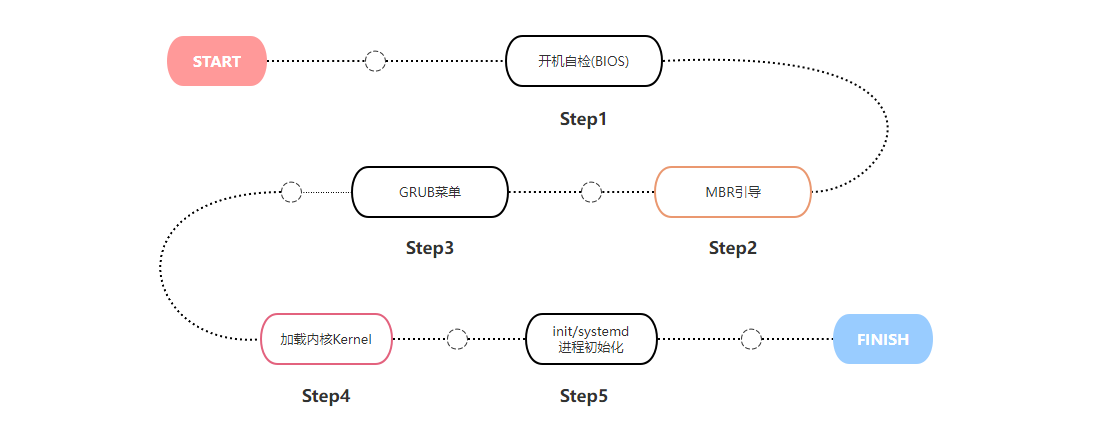 START
开机自检(BIOS)
Step1
GRUB菜单
MBR引导
Step3
Step2
加载内核Kernel
init/systemd
进程初始化
FINISH
Step4
Step5